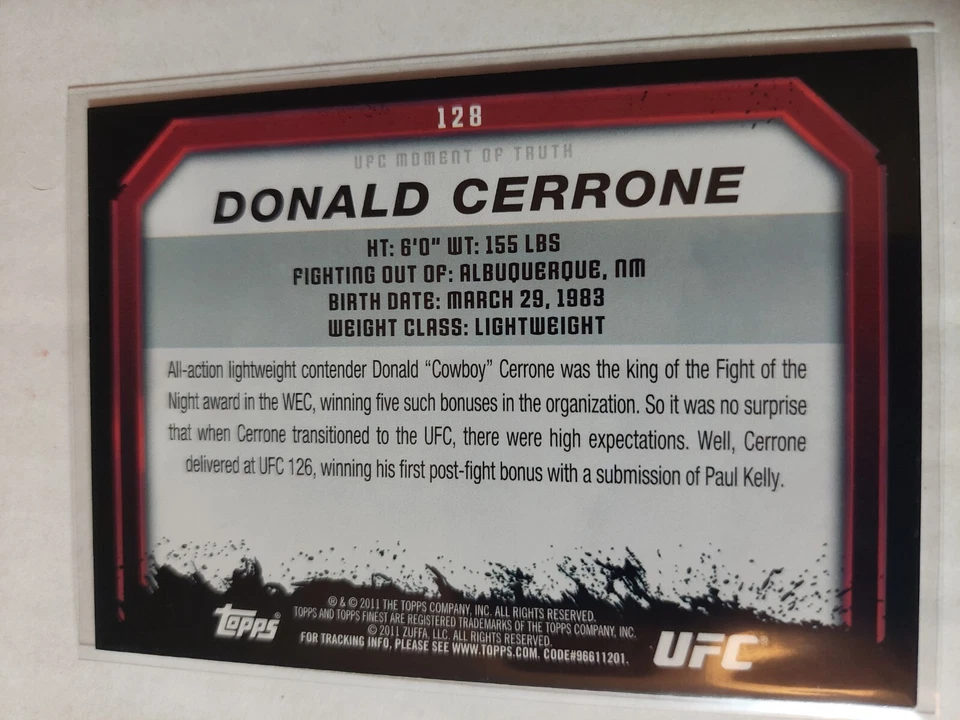 128
UFC MOMENT OF TRUTH
DONALD CERRONE
HT: 6'0" WT: 155 LBS
FIGHTING OUT OF: ALBUQUERQUE, NM
BIRTH DATE: MARCH 29, 1983
WEIGHT CLASS: LIGHTWEIGHT
All-action lightweight contender Donald “Cowboy” Cerrone was the king of the Fight of the
Night award in the WEC, winning five such bonuses in the organization. So it was no surprise
that when Cerrone transitioned to the UFC, there were high expectations. Well, Cerrone
delivered at UFC 126, winning his first post-fight bonus with a submission of Paul Kelly.
Topps®
® & © 2011 THE TOPPS COMPANY, INC. ALL RIGHTS RESERVED.
TOPPS AND TOPPS FINEST ARE REGISTERED TRADEMARKS OF THE TOPPS COMPANY, INC.
© 2011 ZUFFA, LLC. ALL RIGHTS RESERVED.
FOR TRACKING INFO, PLEASE SEE WWW.TOPPS.COM. CODE#96611201.
UFC